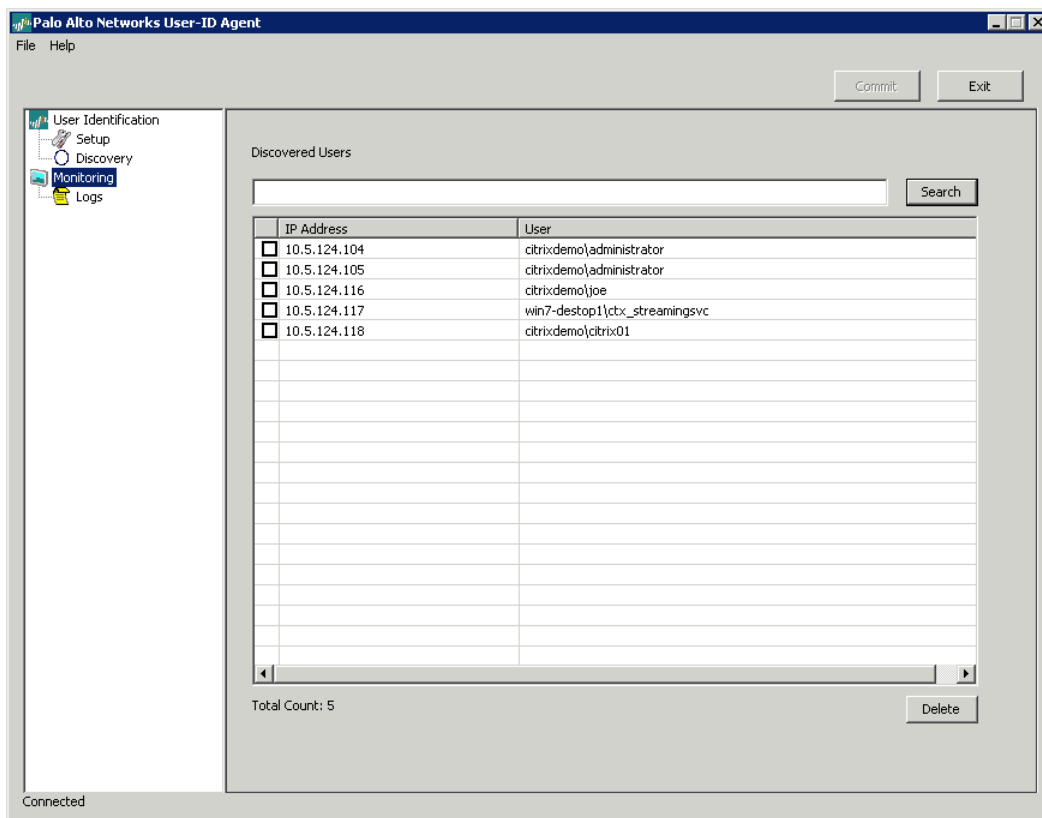 Palo Alto Networks User-ID Agent
File Help
Commit Exit
User Identification
Setup
Discovery
Monitoring
Logs
Discovered Users
Search
IP Address User
10.5.124.104 citrixdemo\administrator
10.5.124.105 citrixdemo\administrator
10.5.124.116 citrixdemo\joe
10.5.124.117 win7-destop1\ctx_streamingsvc
10.5.124.118 citrixdemo\citrix01
Total Count: 5
Delete
Connected